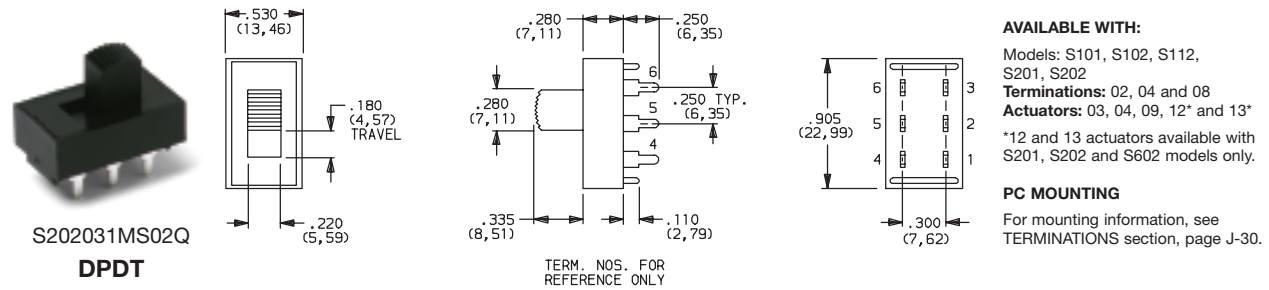 S202031MS02Q
DPDT
.530
(13,46)
.180
(4,57)
TRAVEL
.220
(5,59)
.280
(7,11)
.250
(6,35)
.280
(7,11)
6
5
4
.250 TYP.
(6,35)
.335
(8,51)
.110
(2,79)
TERM. NOS. FOR
REFERENCE ONLY
.905
(22,99)
6
3
5
2
4
1
.300
(7,62)
AVAILABLE WITH:
Models: S101, S102, S112,
S201, S202
Terminations: 02, 04 and 08
Actuators: 03, 04, 09, 12* and 13*
*12 and 13 actuators available with
S201, S202 and S602 models only.
PC MOUNTING
For mounting information, see
TERMINATIONS section, page J-30.